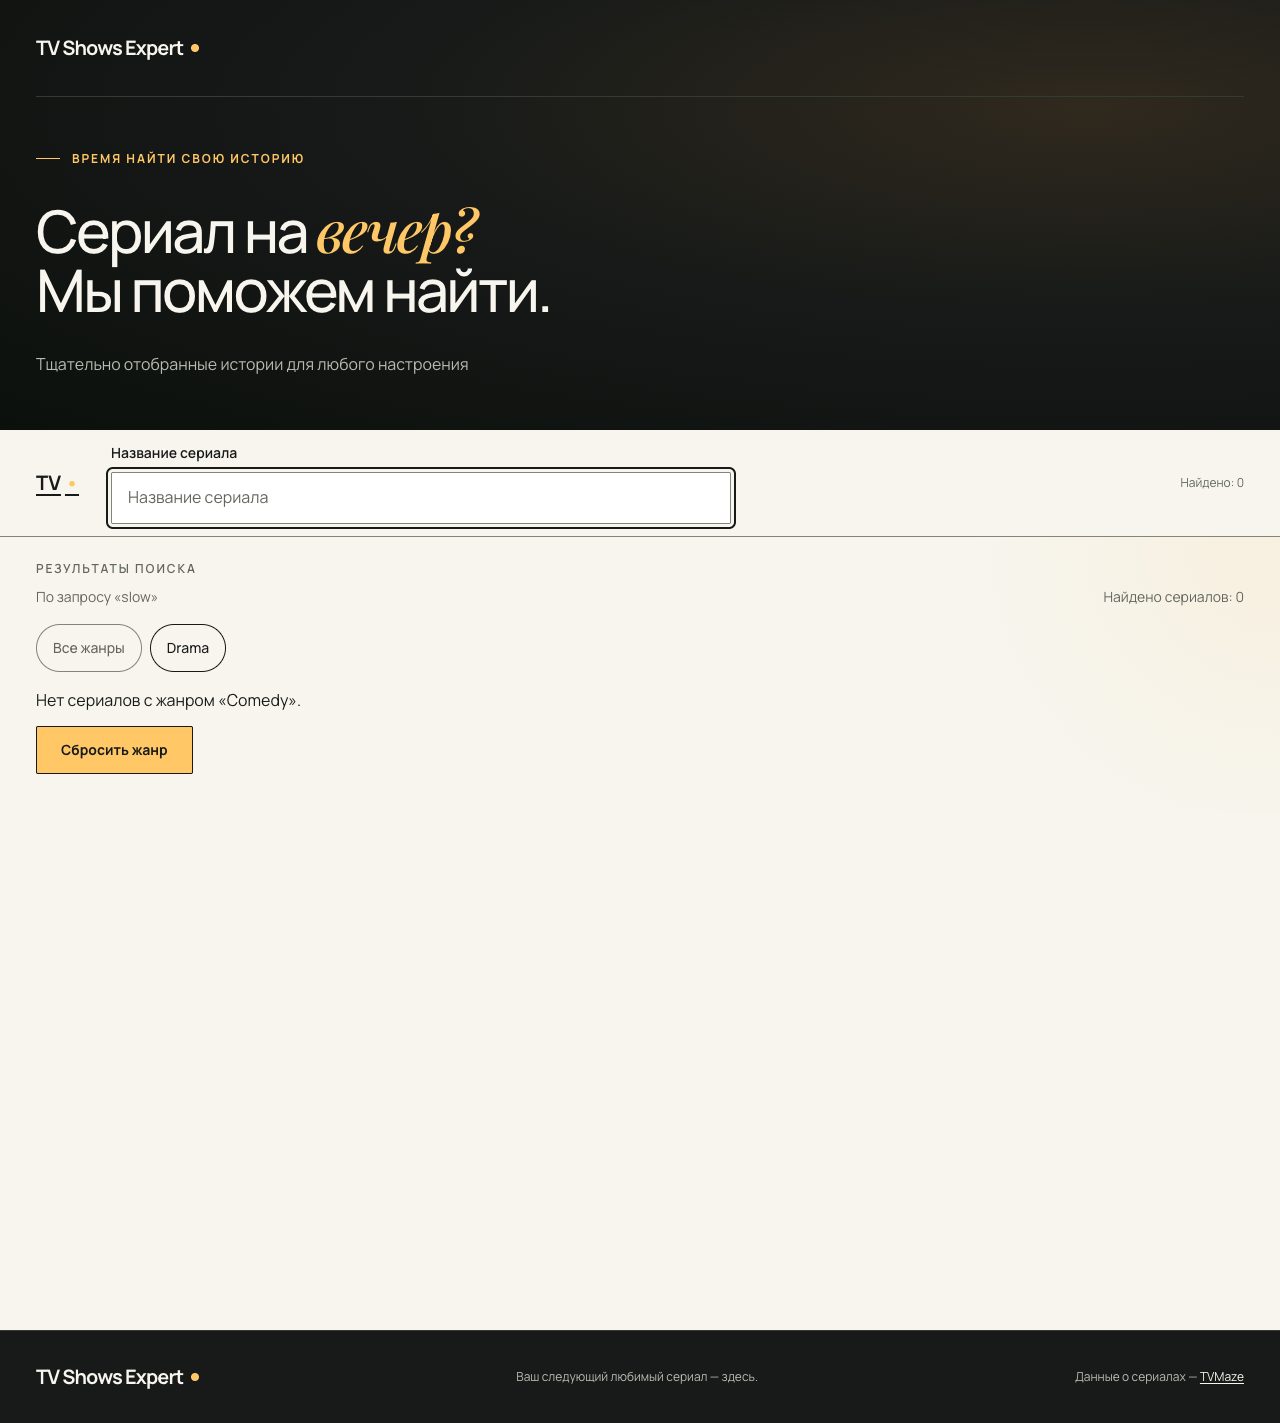 TV Shows Expert
ВРЕМЯ НАЙТИ СВОЮ ИСТОРИЮ
Сериал на вечер?
Мы поможем найти.
Тщательно отобранные истории для любого настроения
Название сериала
TV
Название сериала
Найдено: 0
РЕЗУЛЬТАТЫ ПОИСКА
По запросу «slow»
Найдено сериалов: 0
Все жанры
Drama
Нет сериалов с жанром «Comedy».
Сбросить жанр
TV Shows Expert
Ваш следующий любимый сериал — здесь.
Данные о сериалах — TVMaze